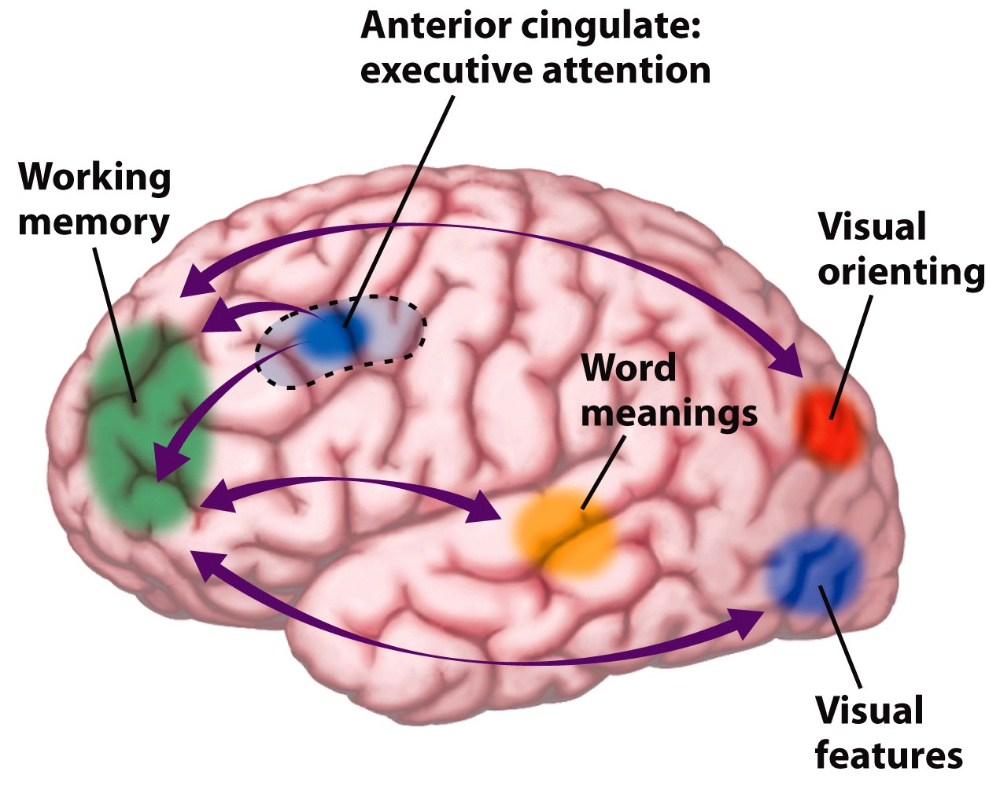 Anterior cingulate:
executive attention
Working
memory
Visual
orienting
Word
meanings
Visual
features